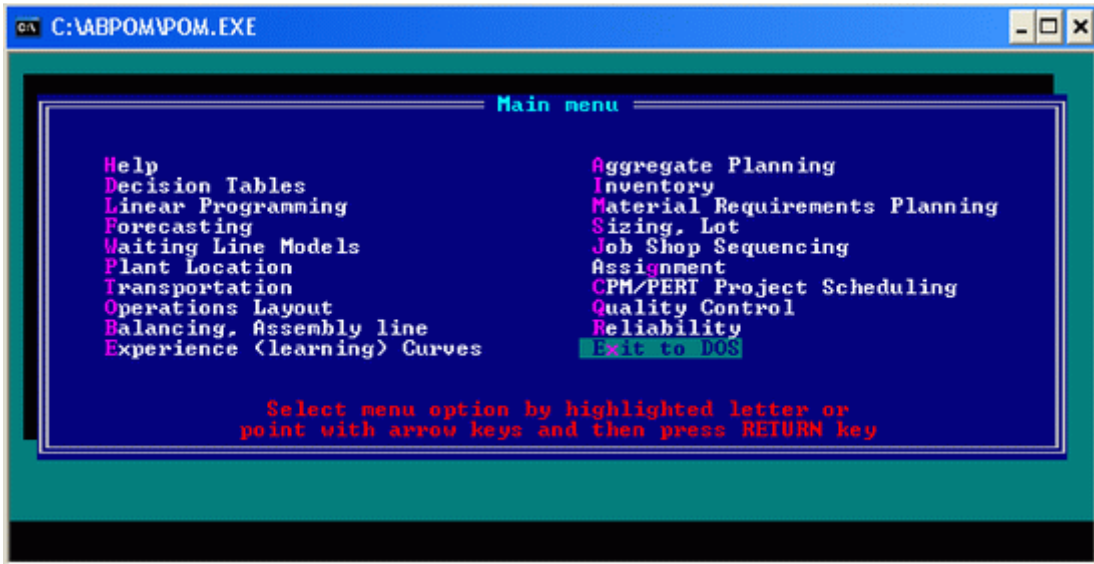 C:\ABPOM\POM.EXE
Main menu
Help
Decision Tables
Linear Programming
Forecasting
Waiting Line Models
Plant Location
Transportation
Operations Layout
Balancing, Assembly line
Experience (learning) Curves
Aggregate Planning
Inventory
Material Requirements Planning
Sizing, Lot
Job Shop Sequencing
Assignment
CPM/PERT Project Scheduling
Quality Control
Reliability
Exit to DOS
Select menu option by highlighted letter or
point with arrow keys and then press RETURN key